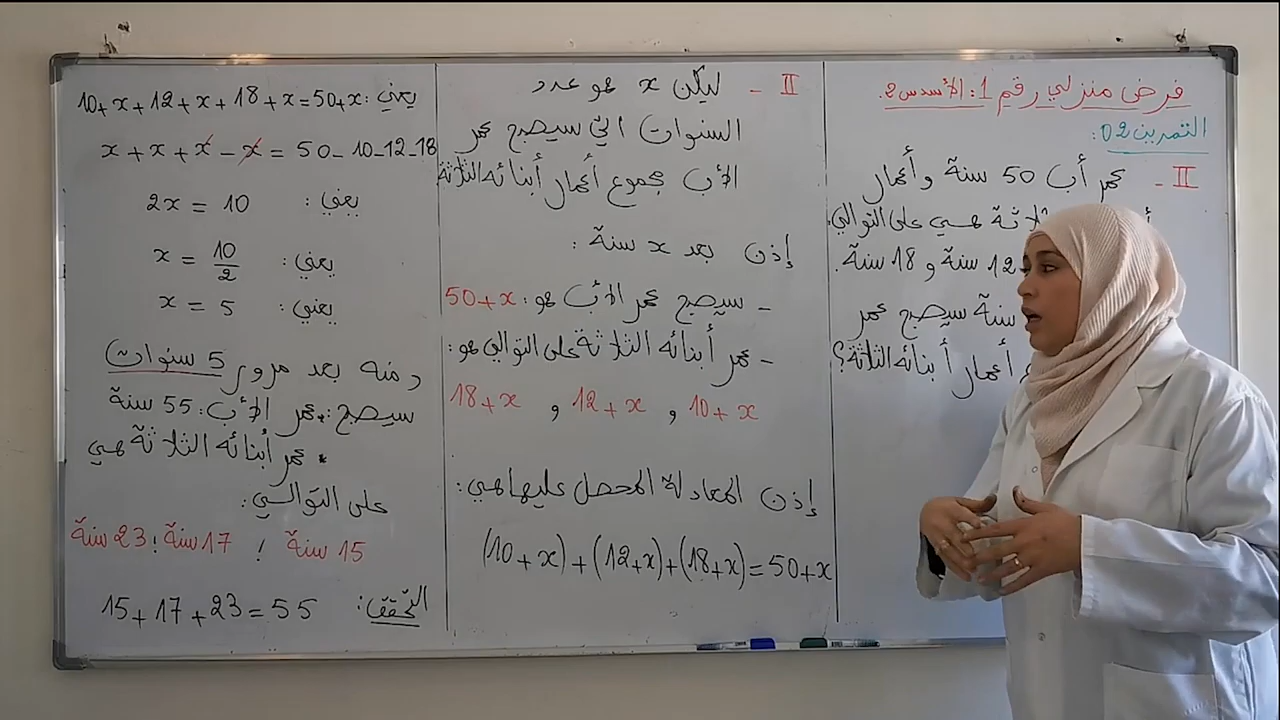 فرض منزلي رقم 1: الأسدس 2.
التمرين 02:
II - عمر أب 50 سنة وأعمار
هي على التوالي
12 سنة و 18 سنة.
سنة سيصبح عمر
أعمار أبنائه الثلاثة؟
II - ليكن x هو عدد
السنوات التي سيصبح عمر
الأب مجموع أعمار أبنائه الثلاثة
إذن بعد x سنة :
- سيصبح عمر الأب هو: 50+x
- عمر أبنائه الثلاثة على التوالي هو:
10+x و 12+x و 18+x
إذن المعادلة المحصل عليها هي:
(10+x)+(12+x)+(18+x)=50+x
يعني: 10+x+12+x+18+x=50+x
x+x+x-x=50-10-12-18
يعني: 2x=10
يعني: x=10/2
يعني: x=5
ومنه بعد مرور 5 سنوات
سيصبح: * عمر الأب: 55 سنة
* عمر أبنائه الثلاثة هي
على التوالي:
15 سنة ! 17 سنة ! 23 سنة
التحقق: 15+17+23=55